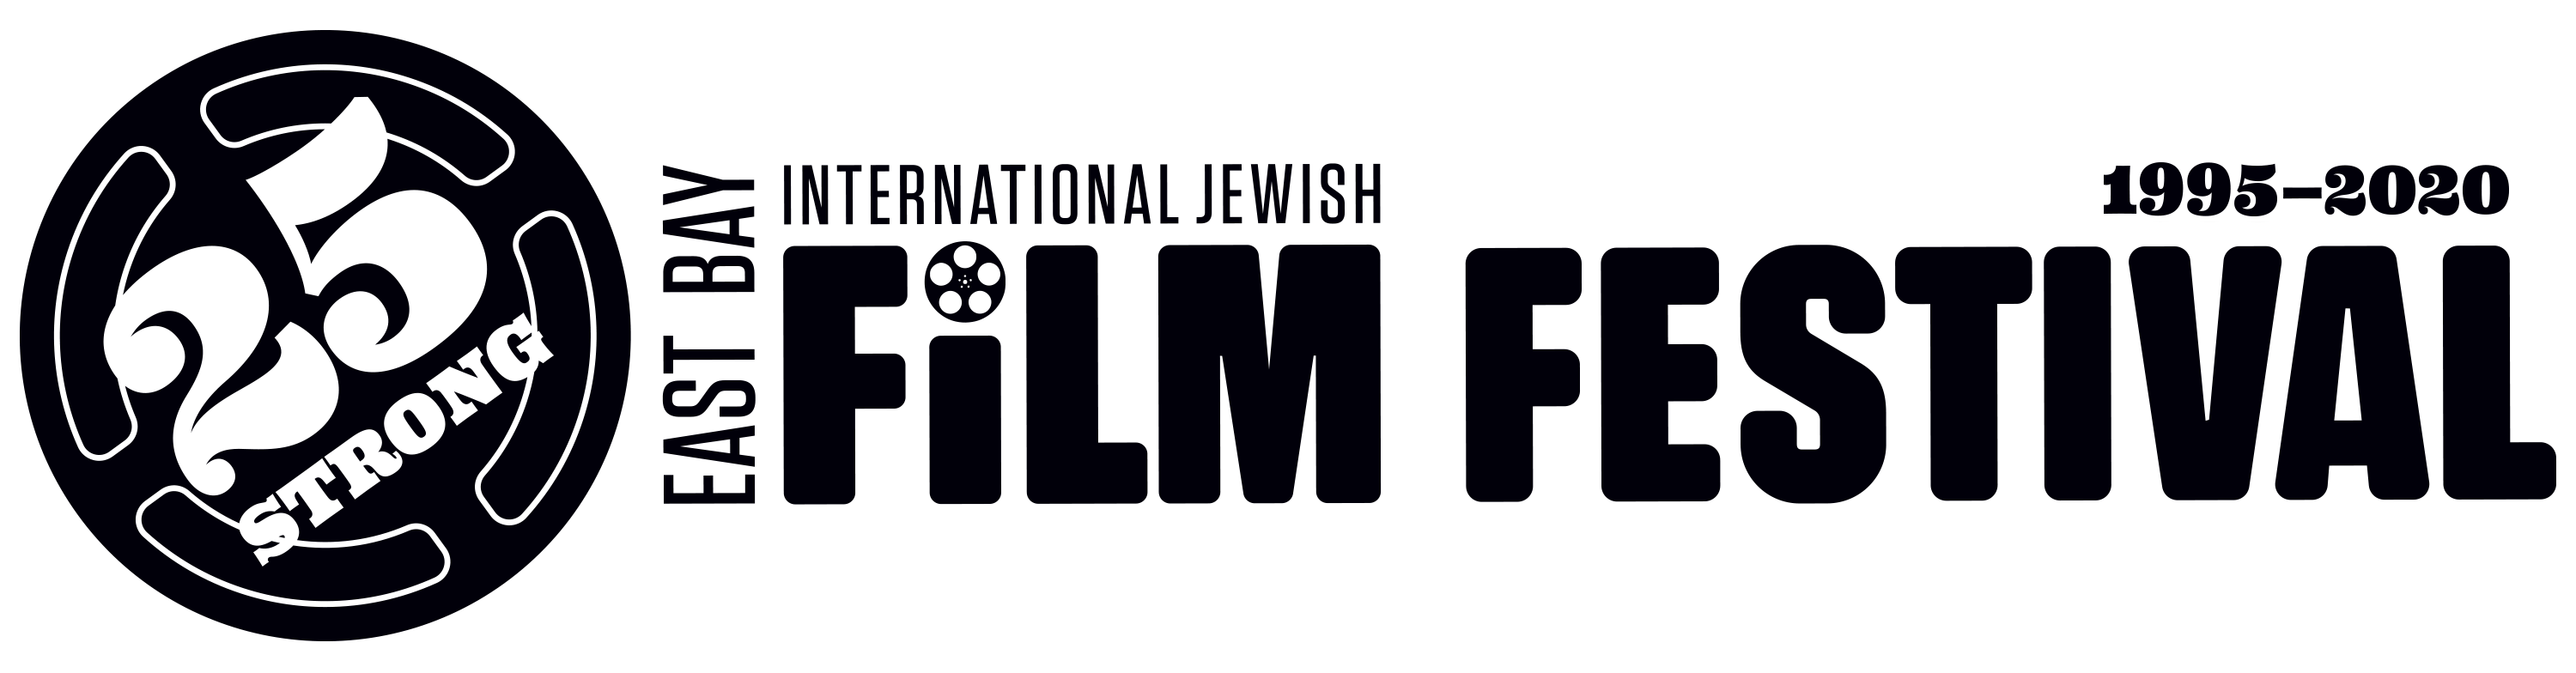 25
STRONG
EAST BAY
INTERNATIONAL JEWISH
FiLM FESTIVAL
1995–2020